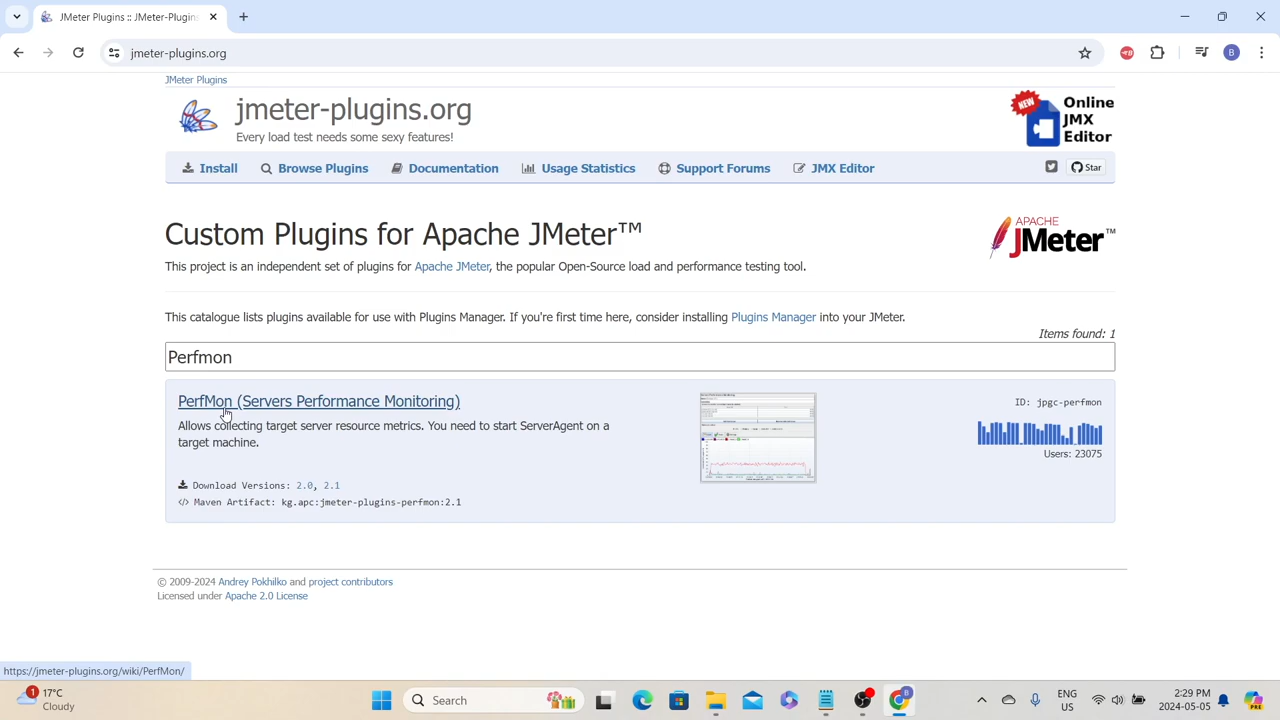 JMeter Plugins :: JMeter-Plugins
jmeter-plugins.org
B
JMeter Plugins
jmeter-plugins.org
Every load test needs some sexy features!
NEW
Online
JMX
Editor
Install
Browse Plugins
Documentation
Usage Statistics
Support Forums
JMX Editor
Star
Custom Plugins for Apache JMeter™
APACHE
JMeter™
This project is an independent set of plugins for Apache JMeter, the popular Open-Source load and performance testing tool.
This catalogue lists plugins available for use with Plugins Manager. If you're first time here, consider installing Plugins Manager into your JMeter.
Items found: 1
Perfmon
PerfMon (Servers Performance Monitoring)
Allows collecting target server resource metrics. You need to start ServerAgent on a
target machine.
Download Versions: 2.0, 2.1
</> Maven Artifact: kg.apc:jmeter-plugins-perfmon:2.1
ID: jpgc-perfmon
Users: 23075
© 2009-2024 Andrey Pokhilko and project contributors
Licensed under Apache 2.0 License
https://jmeter-plugins.org/wiki/PerfMon/
1
17°C
Cloudy
Search
B
ENG
US
2:29 PM
2024-05-05